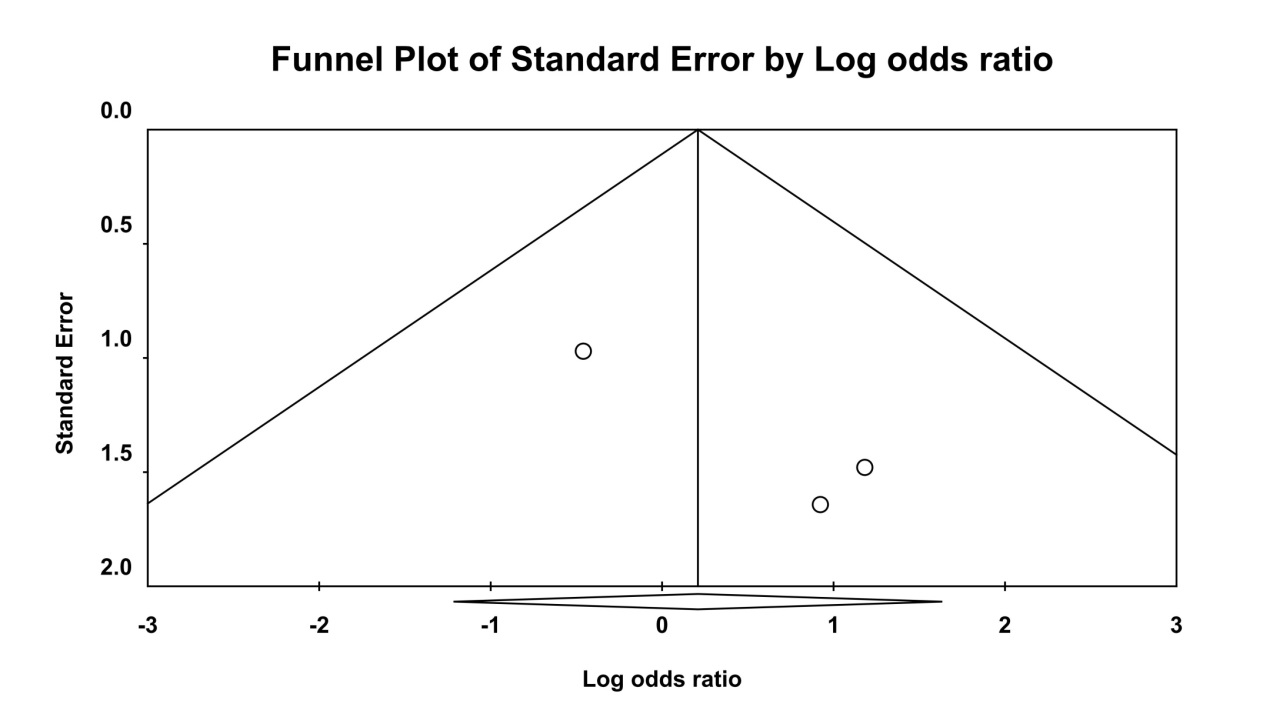 Funnel Plot of Standard Error by Log odds ratio
0.0
0.5
1.0
1.5
2.0
Standard Error
-3 -2 -1 0 1 2 3
Log odds ratio